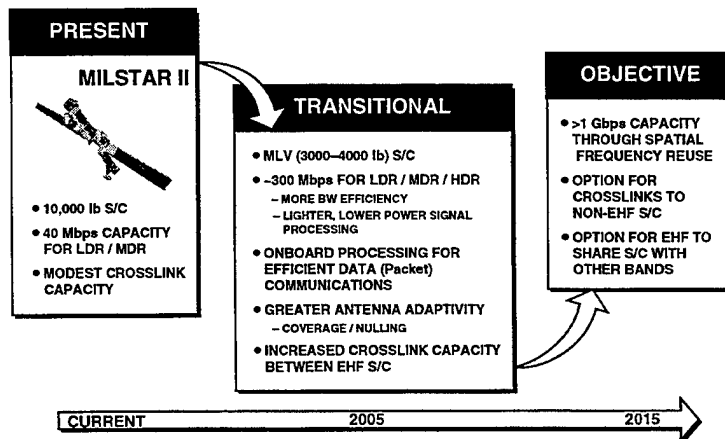 PRESENT
MILSTAR II
• 10,000 lb S/C
• 40 Mbps CAPACITY
FOR LDR / MDR
• MODEST CROSSLINK
CAPACITY
TRANSITIONAL
• MLV (3000–4000 lb) S/C
• ~300 Mbps FOR LDR / MDR / HDR
– MORE BW EFFICIENCY
– LIGHTER, LOWER POWER SIGNAL
PROCESSING
• ONBOARD PROCESSING FOR
EFFICIENT DATA (Packet)
COMMUNICATIONS
• GREATER ANTENNA ADAPTIVITY
– COVERAGE / NULLING
• INCREASED CROSSLINK CAPACITY
BETWEEN EHF S/C
OBJECTIVE
• >1 Gbps CAPACITY
THROUGH SPATIAL
FREQUENCY REUSE
• OPTION FOR
CROSSLINKS TO
NON-EHF S/C
• OPTION FOR EHF TO
SHARE S/C WITH
OTHER BANDS
CURRENT 2005 2015